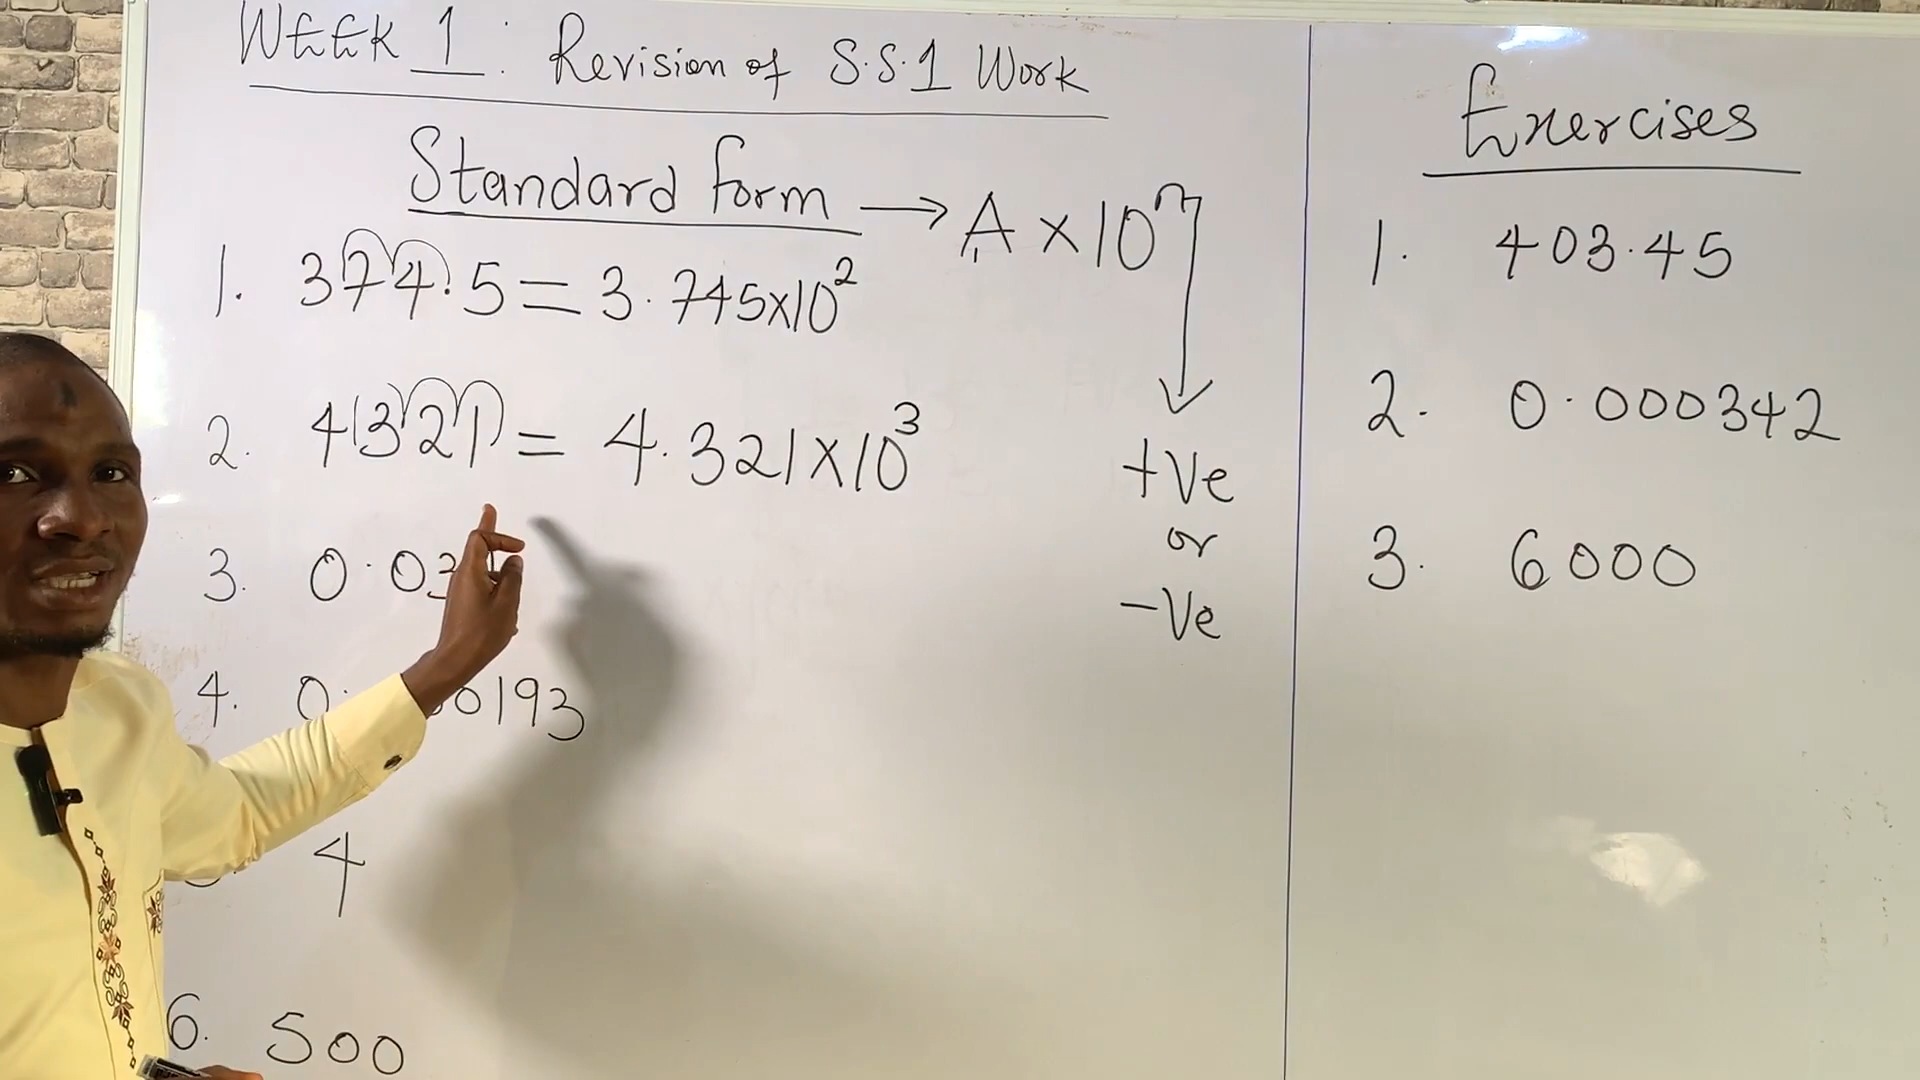 WEEK 1: Revision of S.S.1 Work
Standard form → A × 10ⁿ
1. 374.5 = 3.745×10²
2. 4321 = 4.321×10³
+Ve
or
-Ve
3. 0.03
4. 0. 0193
4
6. 500
Exercises
1. 403.45
2. 0.000342
3. 6000